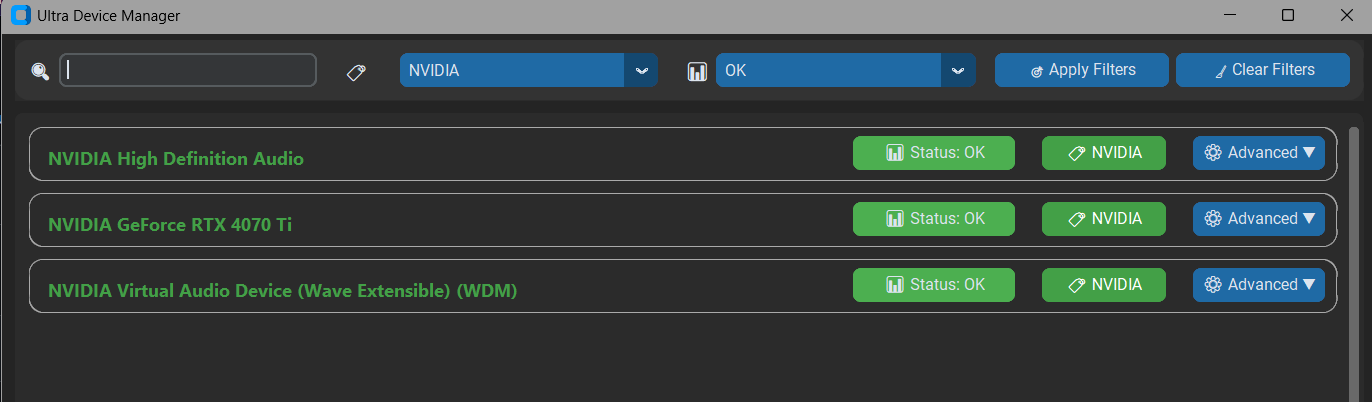 Ultra Device Manager
NVIDIA OK Apply Filters Clear Filters
NVIDIA High Definition Audio Status: OK NVIDIA Advanced ▼
NVIDIA GeForce RTX 4070 Ti Status: OK NVIDIA Advanced ▼
NVIDIA Virtual Audio Device (Wave Extensible) (WDM) Status: OK NVIDIA Advanced ▼